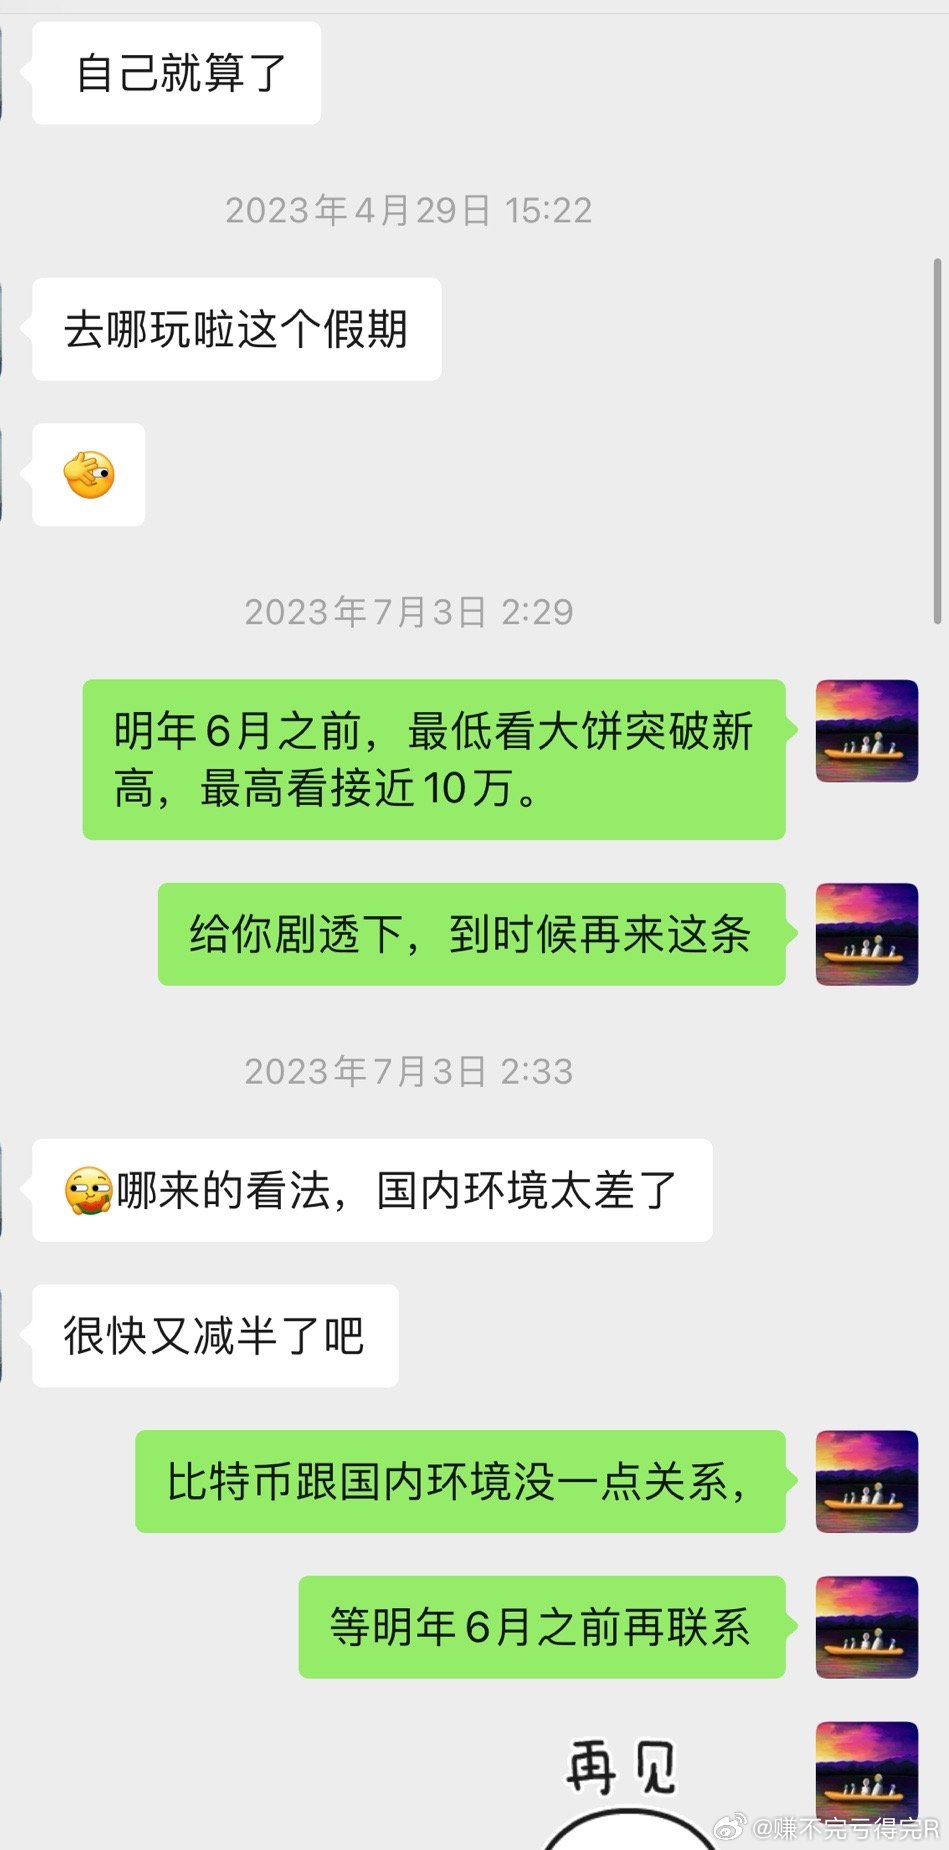 自己就算了
2023年4月29日 15:22
去哪玩啦这个假期
2023年7月3日 2:29
明年6月之前，最低看大饼突破新
高，最高看接近10万。
给你剧透下，到时候再来这条
2023年7月3日 2:33
哪来的看法，国内环境太差了
很快又减半了吧
比特币跟国内环境没一点关系，
等明年6月之前再联系
再见
@赚不完亏得完R